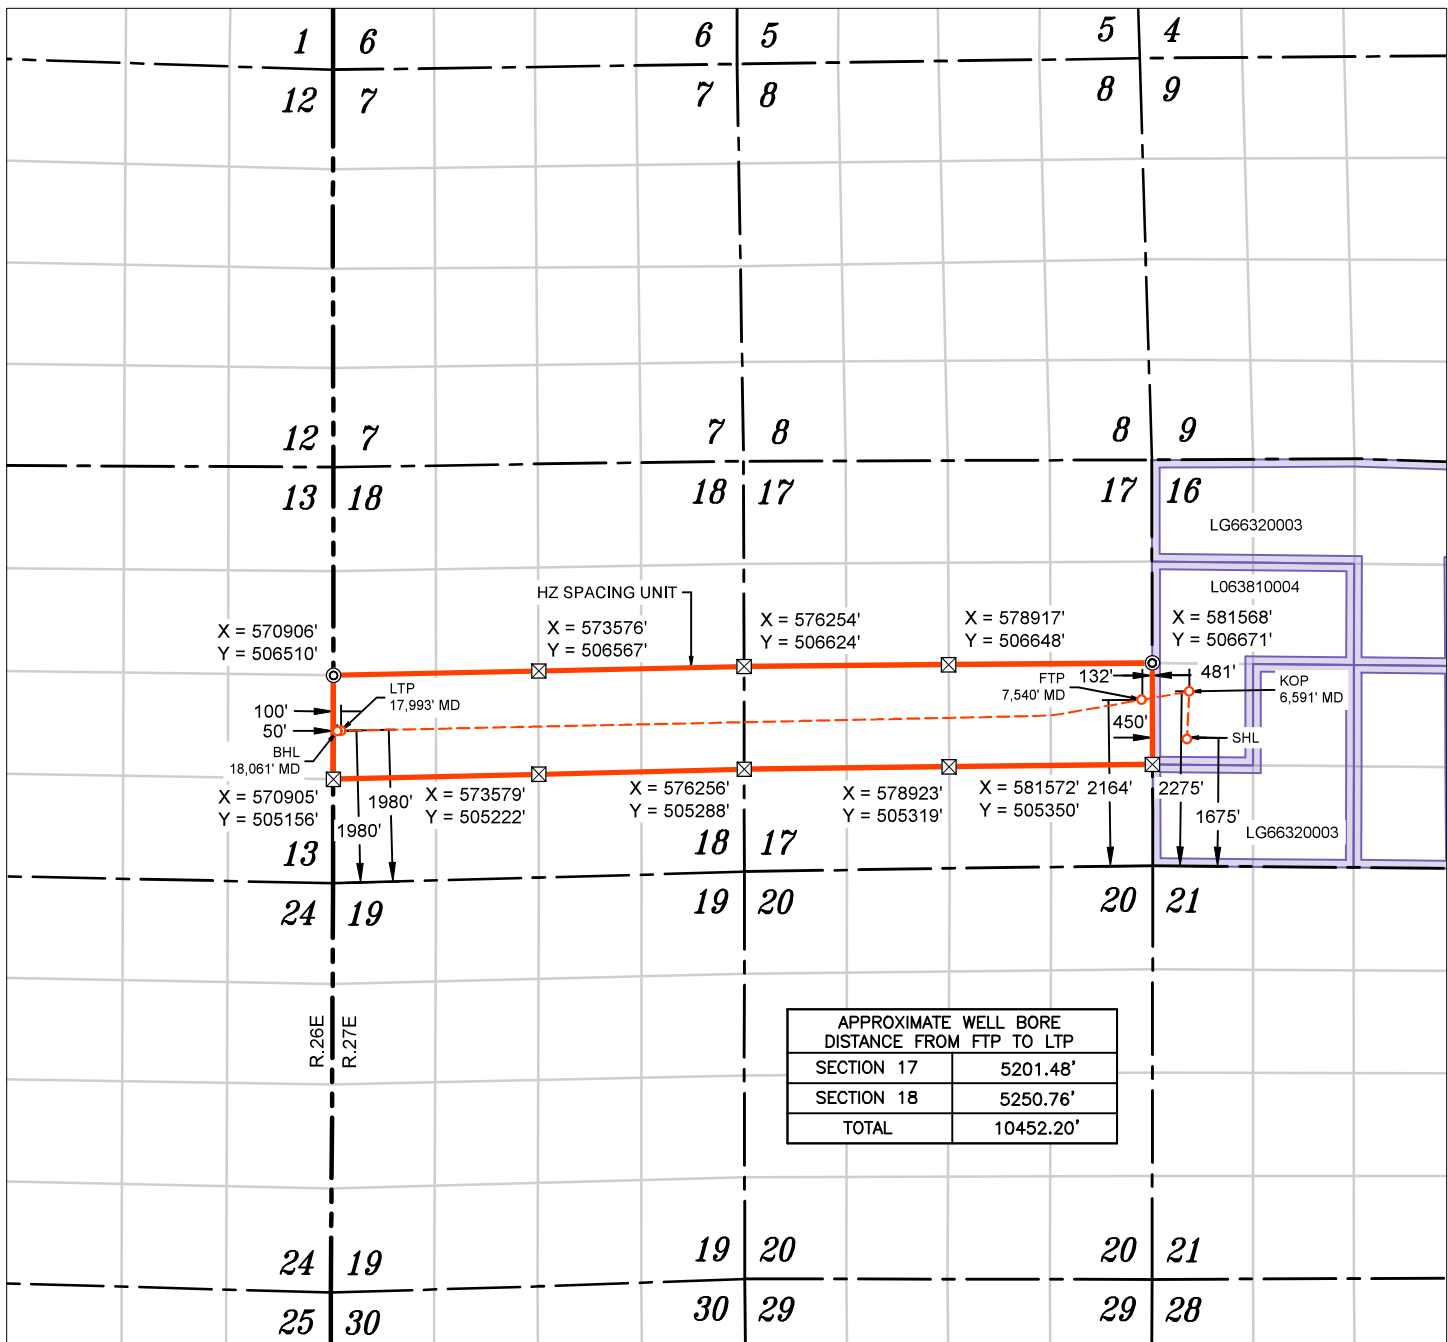 1 6
6 5
5 4
12 7
7 8
8 9
12 7
7 8
8 9
13 18
18 17
17 16
LG66320003
L063810004
HZ SPACING UNIT
X = 570906'
Y = 506510'
X = 573576'
Y = 506567'
X = 576254'
Y = 506624'
X = 578917'
Y = 506648'
X = 581568'
Y = 506671'
LTP
17,993' MD
FTP
7,540' MD
132'
481'
KOP
6,591' MD
100'
50'
BHL
18,061' MD
450'
SHL
X = 570905'
Y = 505156'
1980'
1980'
X = 573579'
Y = 505222'
X = 576256'
Y = 505288'
X = 578923'
Y = 505319'
X = 581572'
Y = 505350'
2164'
2275'
1675'
LG66320003
13
18 17
24 19
19 20
20 21
R.26E
R.27E
APPROXIMATE WELL BORE
DISTANCE FROM FTP TO LTP
SECTION 17 5201.48'
SECTION 18 5250.76'
TOTAL 10452.20'
24 19
19 20
20 21
25 30
30 29
29 28